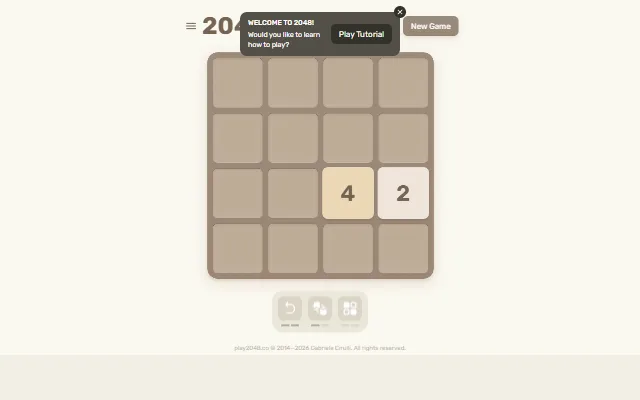 204
WELCOME TO 2048!
Would you like to learn
how to play?
Play Tutorial
New Game
4
2
play2048.co © 2014–2026 Gabriele Cirulli. All rights reserved.